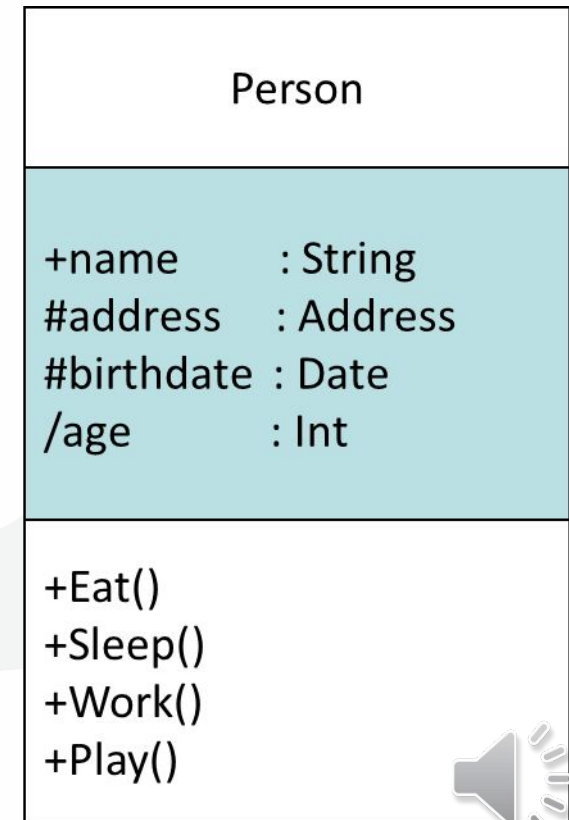 Person
+name : String
#address : Address
#birthdate : Date
/age : Int
+Eat()
+Sleep()
+Work()
+Play()